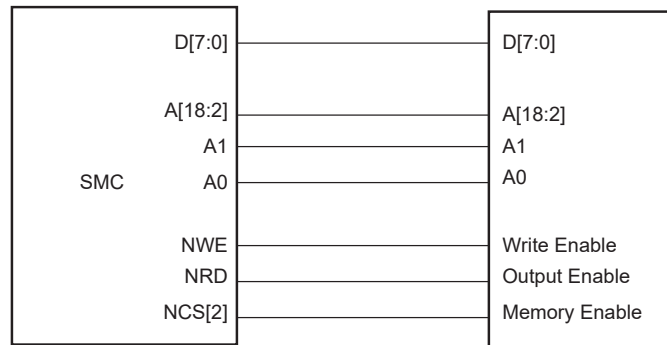 D[7:0] D[7:0]
A[18:2] A[18:2]
A1 A1
SMC A0 A0
NWE Write Enable
NRD Output Enable
NCS[2] Memory Enable